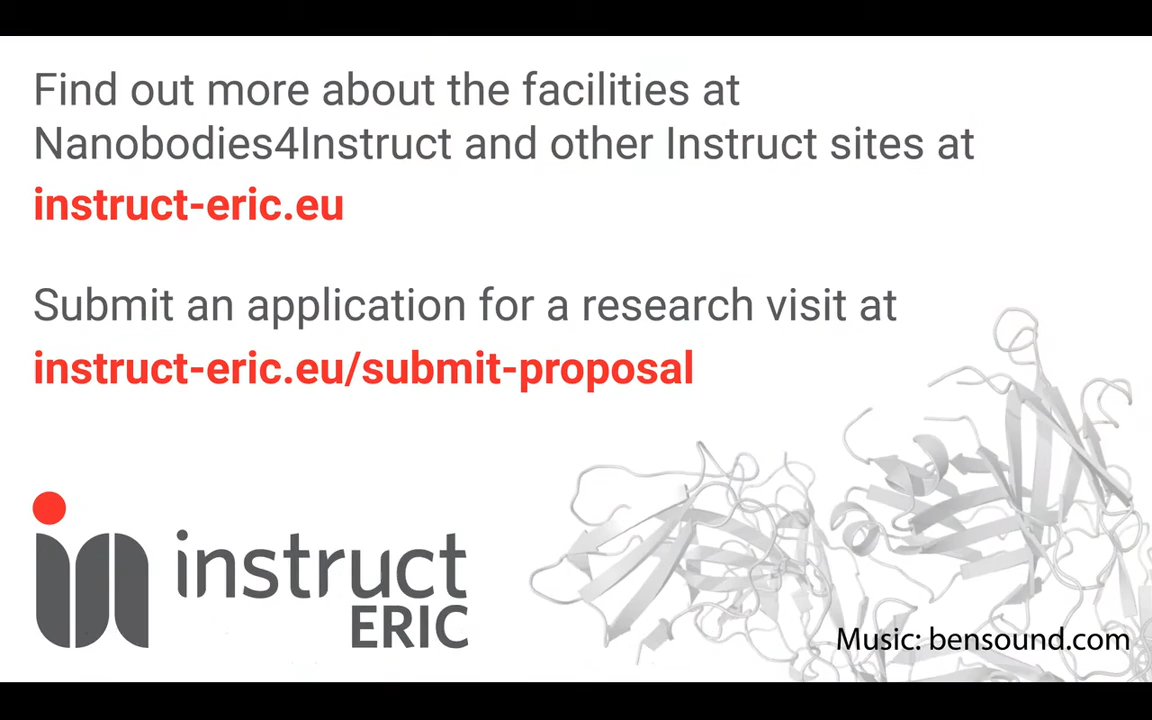 Find out more about the facilities at
Nanobodies4Instruct and other Instruct sites at
instruct-eric.eu
Submit an application for a research visit at
instruct-eric.eu/submit-proposal
instruct
ERIC
Music: bensound.com